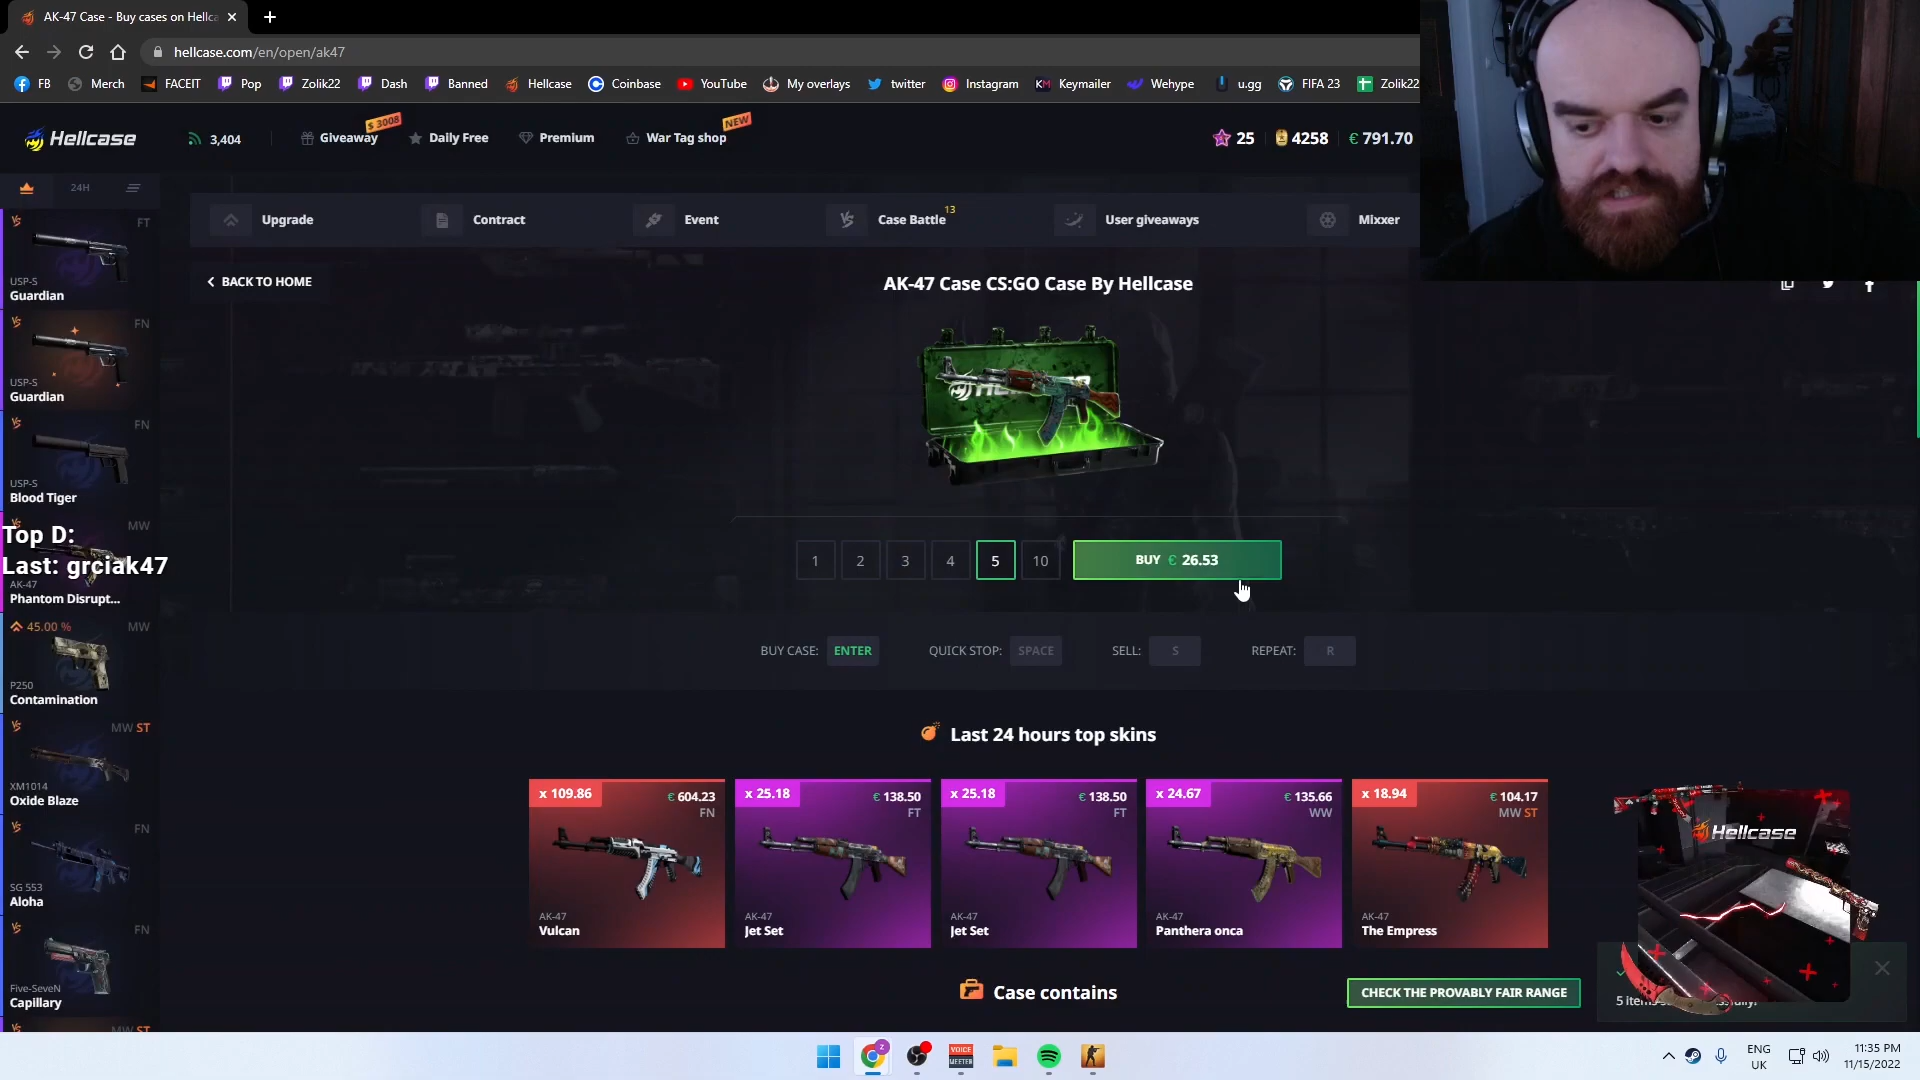 AK-47 Case - Buy cases on Hellca
hellcase.com/en/open/ak47
FB Merch FACEIT Pop Zolik22 Dash Banned Hellcase Coinbase YouTube My overlays twitter Instagram Keymailer Wehype u.gg FIFA 23 Zolik22
Hellcase 3,404 Giveaway $ 3008 Daily Free Premium War Tag shop NEW 25 4258 € 791.70
24H
Upgrade Contract Event Case Battle 13 User giveaways Mixxer
BACK TO HOME
AK-47 Case CS:GO Case By Hellcase
FT
USP-S
Guardian
FN
USP-S
Guardian
FN
USP-S
Blood Tiger
MW
Top D:
Last: grciak47
AK-47
Phantom Disrupt...
45.00 % MW
P250
Contamination
MW ST
XM1014
Oxide Blaze
FN
SG 553
Aloha
FN
Five-SeveN
Capillary
MW ST
1 2 3 4 5 10 BUY € 26.53
BUY CASE: ENTER QUICK STOP: SPACE SELL: S REPEAT: R
Last 24 hours top skins
x 109.86 € 604.23
FN
AK-47
Vulcan
x 25.18 € 138.50
FT
AK-47
Jet Set
x 25.18 € 138.50
FT
AK-47
Jet Set
x 24.67 € 135.66
WW
AK-47
Panthera onca
x 18.94 € 104.17
MW ST
AK-47
The Empress
Hellcase
Case contains
CHECK THE PROVABLY FAIR RANGE
VOICE
MEETER
ENG
UK
11:35 PM
11/15/2022